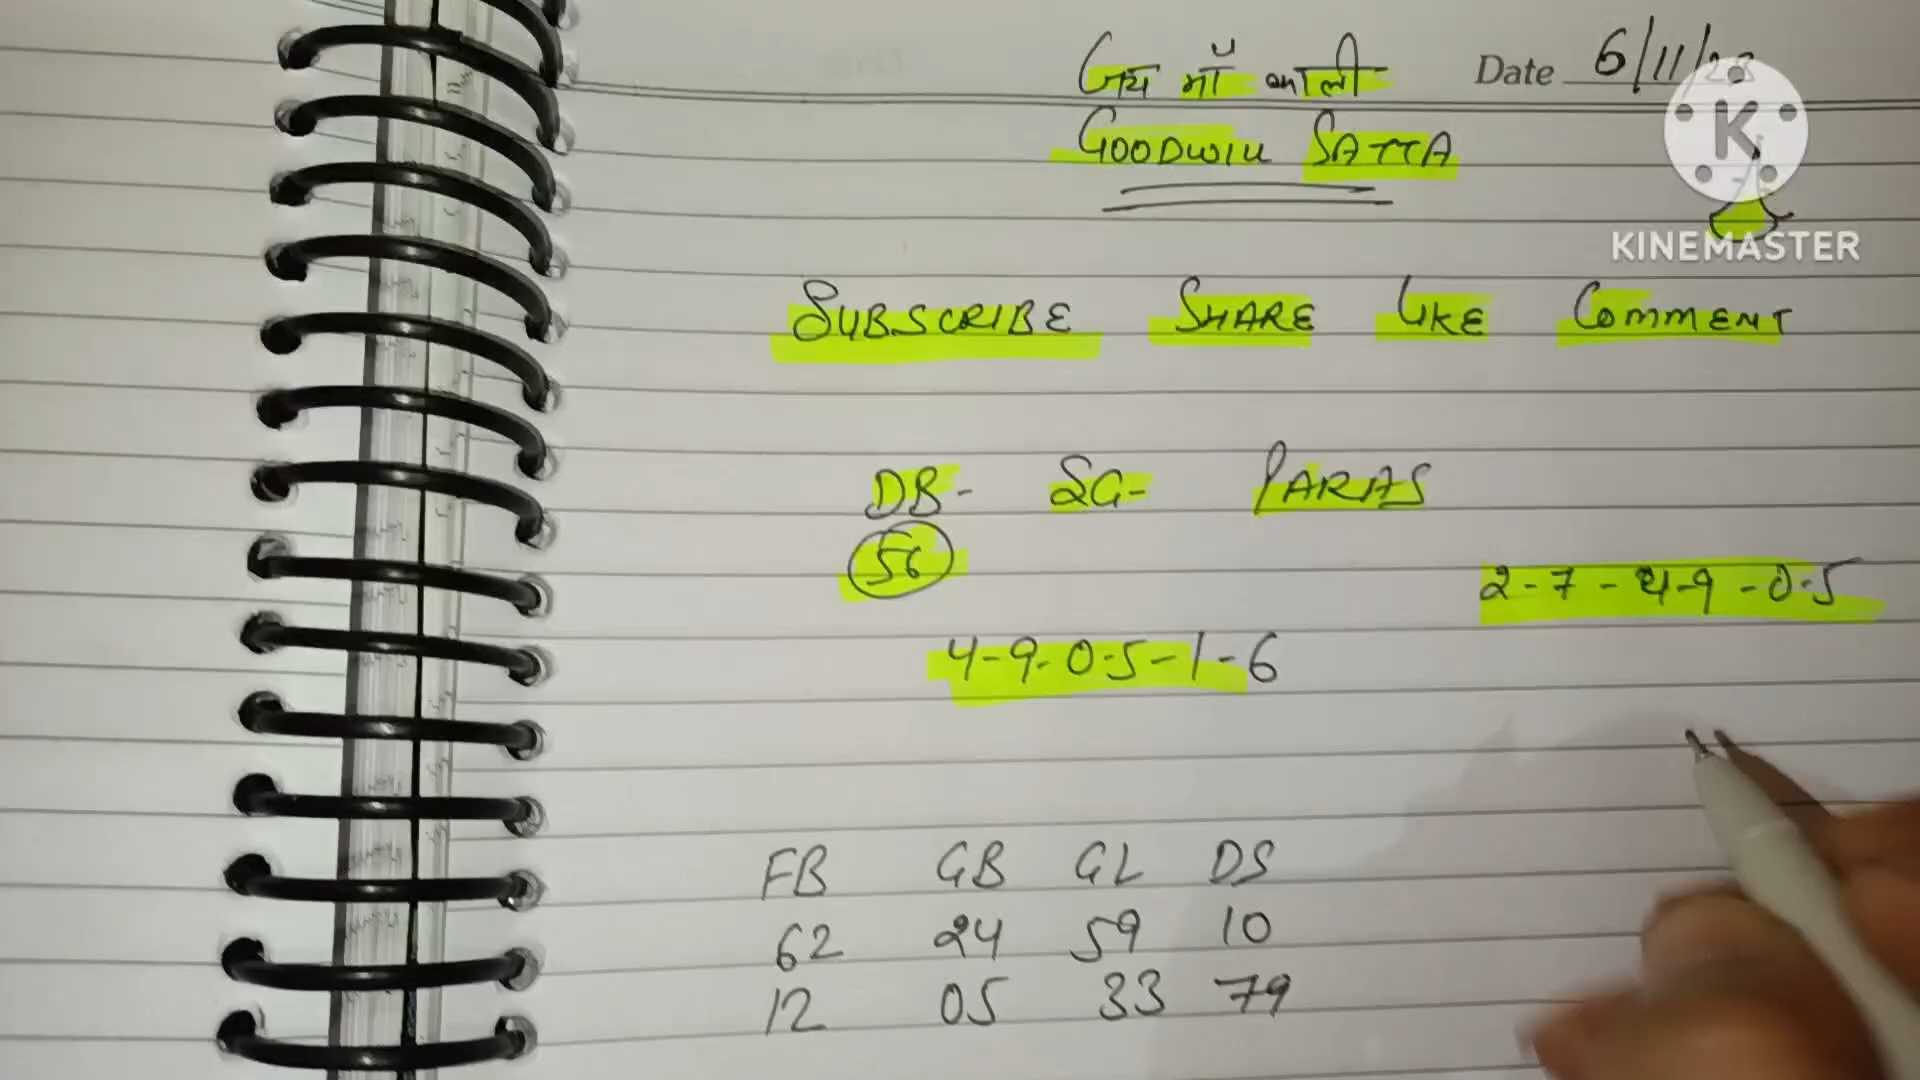 जय माँ काली Date 6/11/23
GOODWIN SATTA
KINEMASTER
SUBSCRIBE SHARE LIKE COMMENT
DB- SG- PARAS
56
2-7-4-9-0-5
4-9-0-5-1-6
FB GB GL DS
62 24 59 10
12 05 33 79